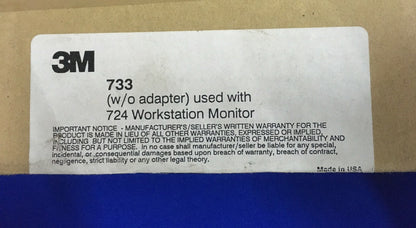 3M
733
(w/o adapter) used with
724 Workstation Monitor
IMPORTANT NOTICE - MANUFACTURER'S/SELLER'S WRITTEN WARRANTY FOR THE
PRODUCT IS MADE IN LIEU OF ALL OTHER WARRANTIES, EXPRESSED OR IMPLIED,
INCLUDING, BUT NOT LIMITED TO THE IMPLIED WARRANTIES OF MERCHANTABILITY AND
FITNESS FOR A PURPOSE. In no case shall manufacturer/seller be liable for any special,
incidental, or consequential damages based upon breach of warranty, breach of contract,
negligence, strict liability or any other legal theory.
Made in USA